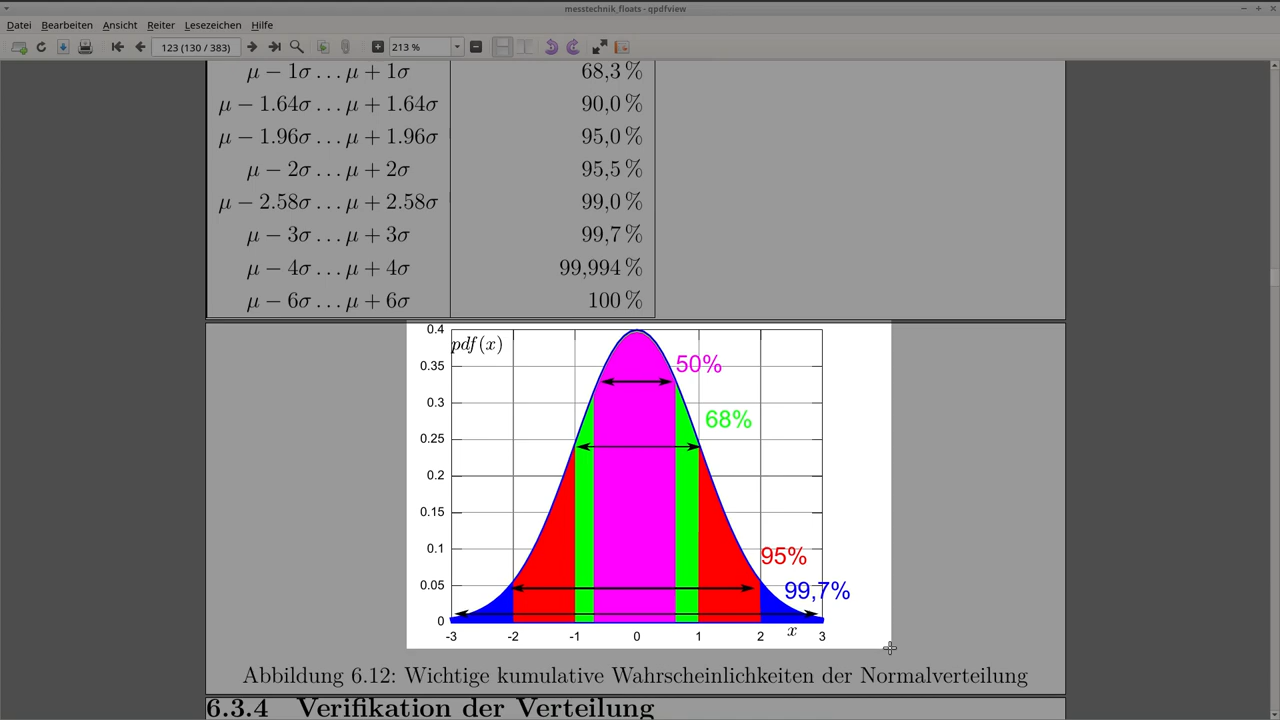 messtechnik_floats - qpdfview
Datei Bearbeiten Ansicht Reiter Lesezeichen Hilfe
123 (130 / 383) 213 %
μ − 1σ … μ + 1σ 68,3 %
μ − 1.64σ … μ + 1.64σ 90,0 %
μ − 1.96σ … μ + 1.96σ 95,0 %
μ − 2σ … μ + 2σ 95,5 %
μ − 2.58σ … μ + 2.58σ 99,0 %
μ − 3σ … μ + 3σ 99,7 %
μ − 4σ … μ + 4σ 99,994 %
μ − 6σ … μ + 6σ 100 %
0.4
pdf(x)
0.35 50%
0.3
68%
0.25
0.2
0.15
0.1 95%
0.05 99,7%
0
x
-3 -2 -1 0 1 2 3
Abbildung 6.12: Wichtige kumulative Wahrscheinlichkeiten der Normalverteilung
6.3.4 Verifikation der Verteilung